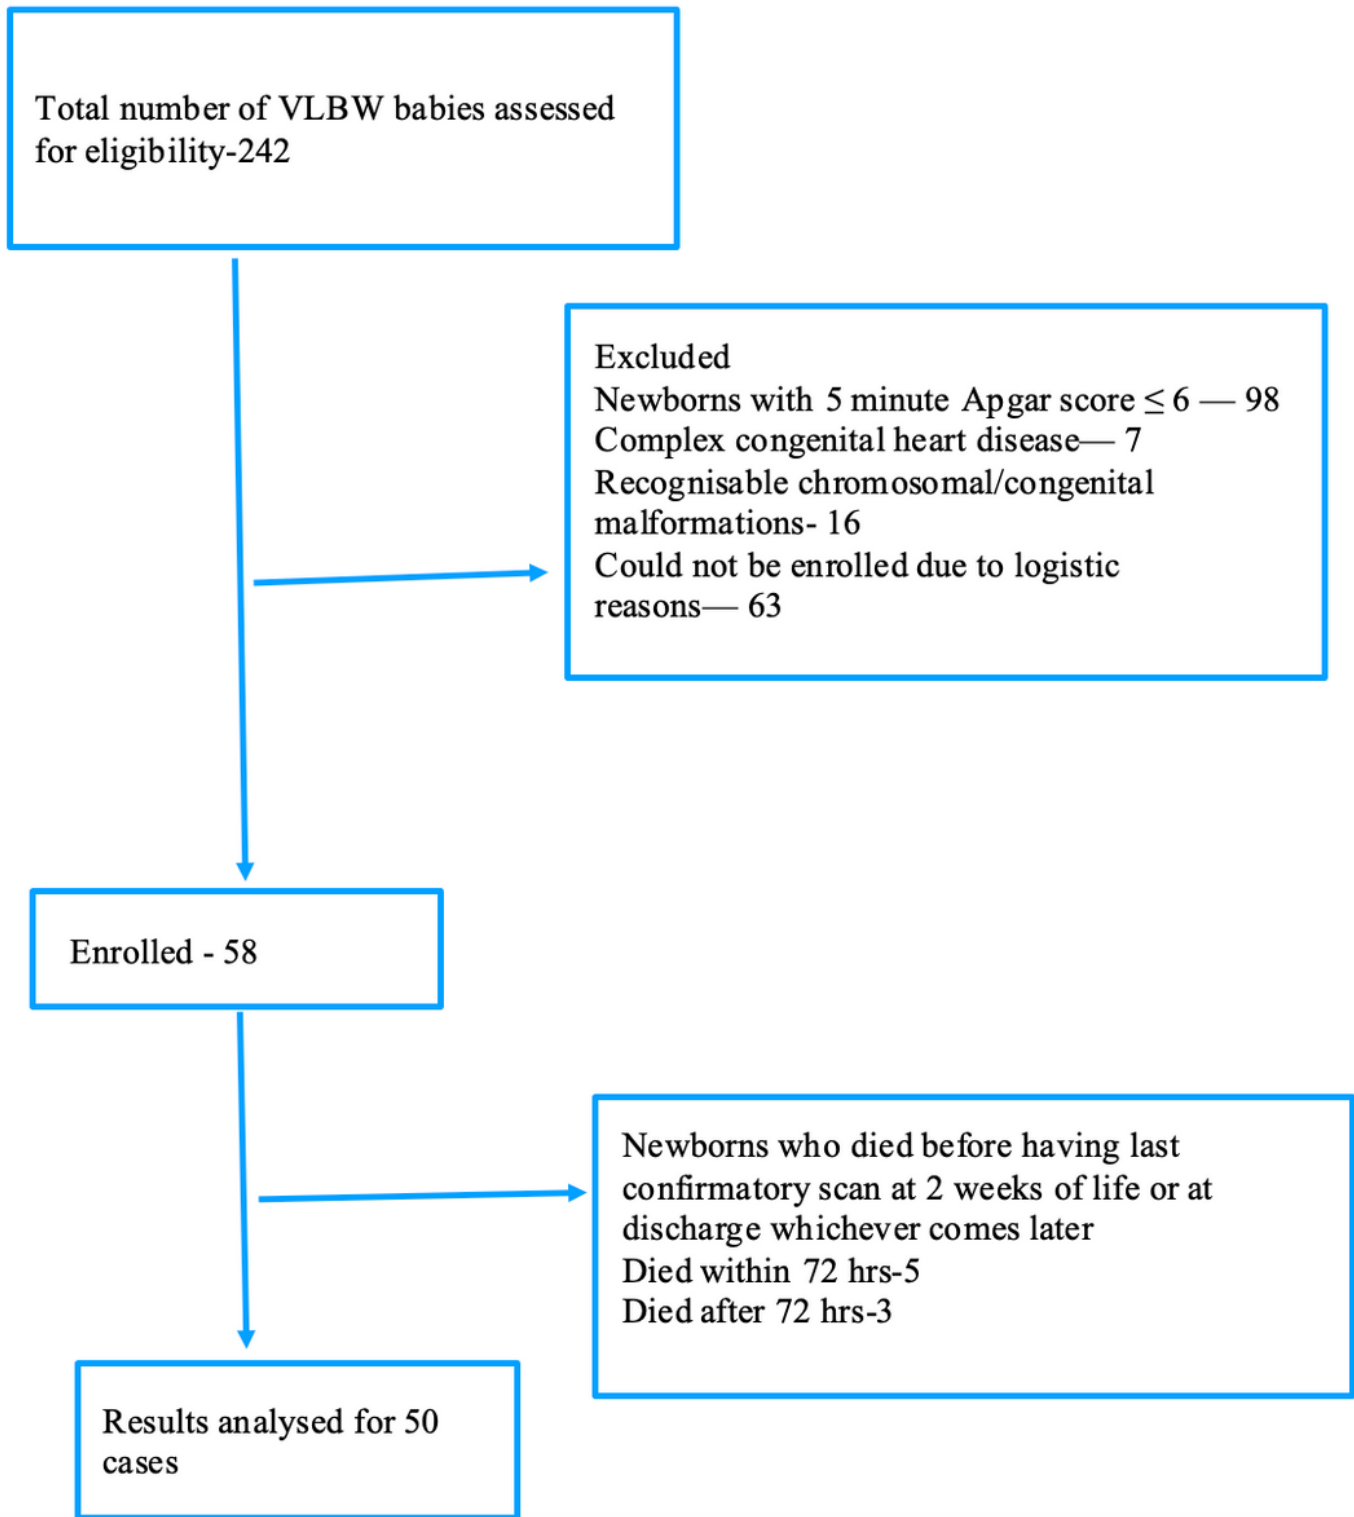 Total number of VLBW babies assessed
for eligibility-242
Excluded
Newborns with 5 minute Apgar score ≤ 6 — 98
Complex congenital heart disease— 7
Recognisable chromosomal/congenital
malformations- 16
Could not be enrolled due to logistic
reasons— 63
Enrolled - 58
Newborns who died before having last
confirmatory scan at 2 weeks of life or at
discharge whichever comes later
Died within 72 hrs-5
Died after 72 hrs-3
Results analysed for 50
cases